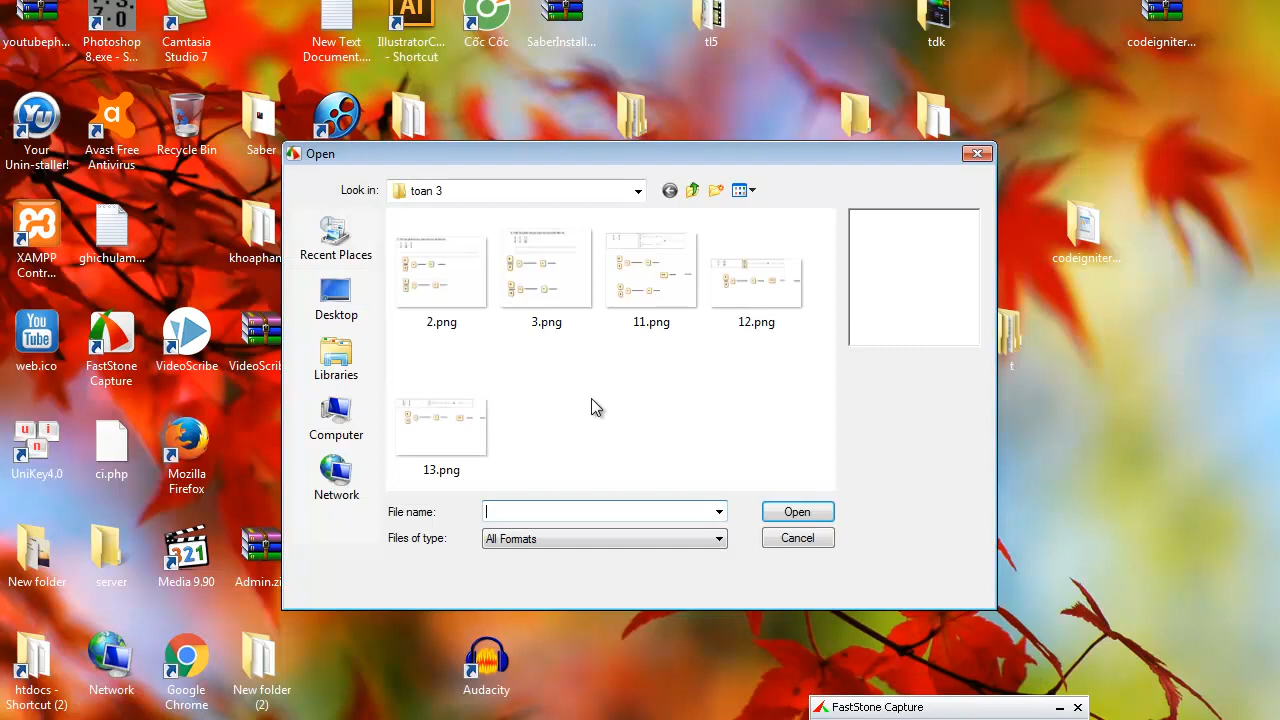 youtubeph...
Photoshop
8.exe - S...
Camtasia
Studio 7
New Text
Document....
IllustratorC...
- Shortcut
Cốc Cốc
SaberInstall...
tl5
tdk
codeigniter...
Your
Unin-staller!
Avast Free
Antivirus
Recycle Bin
Saber
XAMPP
Contr...
ghichulam...
khoaphan
codeigniter...
web.ico
FastStone
Capture
VideoScribe
VideoScrib
t
UniKey4.0
ci.php
Mozilla
Firefox
New folder
server
Media 9.90
Admin.zi
htdocs -
Shortcut (2)
Network
Google
Chrome
New folder
(2)
Audacity
Open
Look in:
toan 3
Recent Places
Desktop
Libraries
Computer
Network
2.png
3.png
11.png
12.png
13.png
File name:
Open
Files of type:
All Formats
Cancel
FastStone Capture